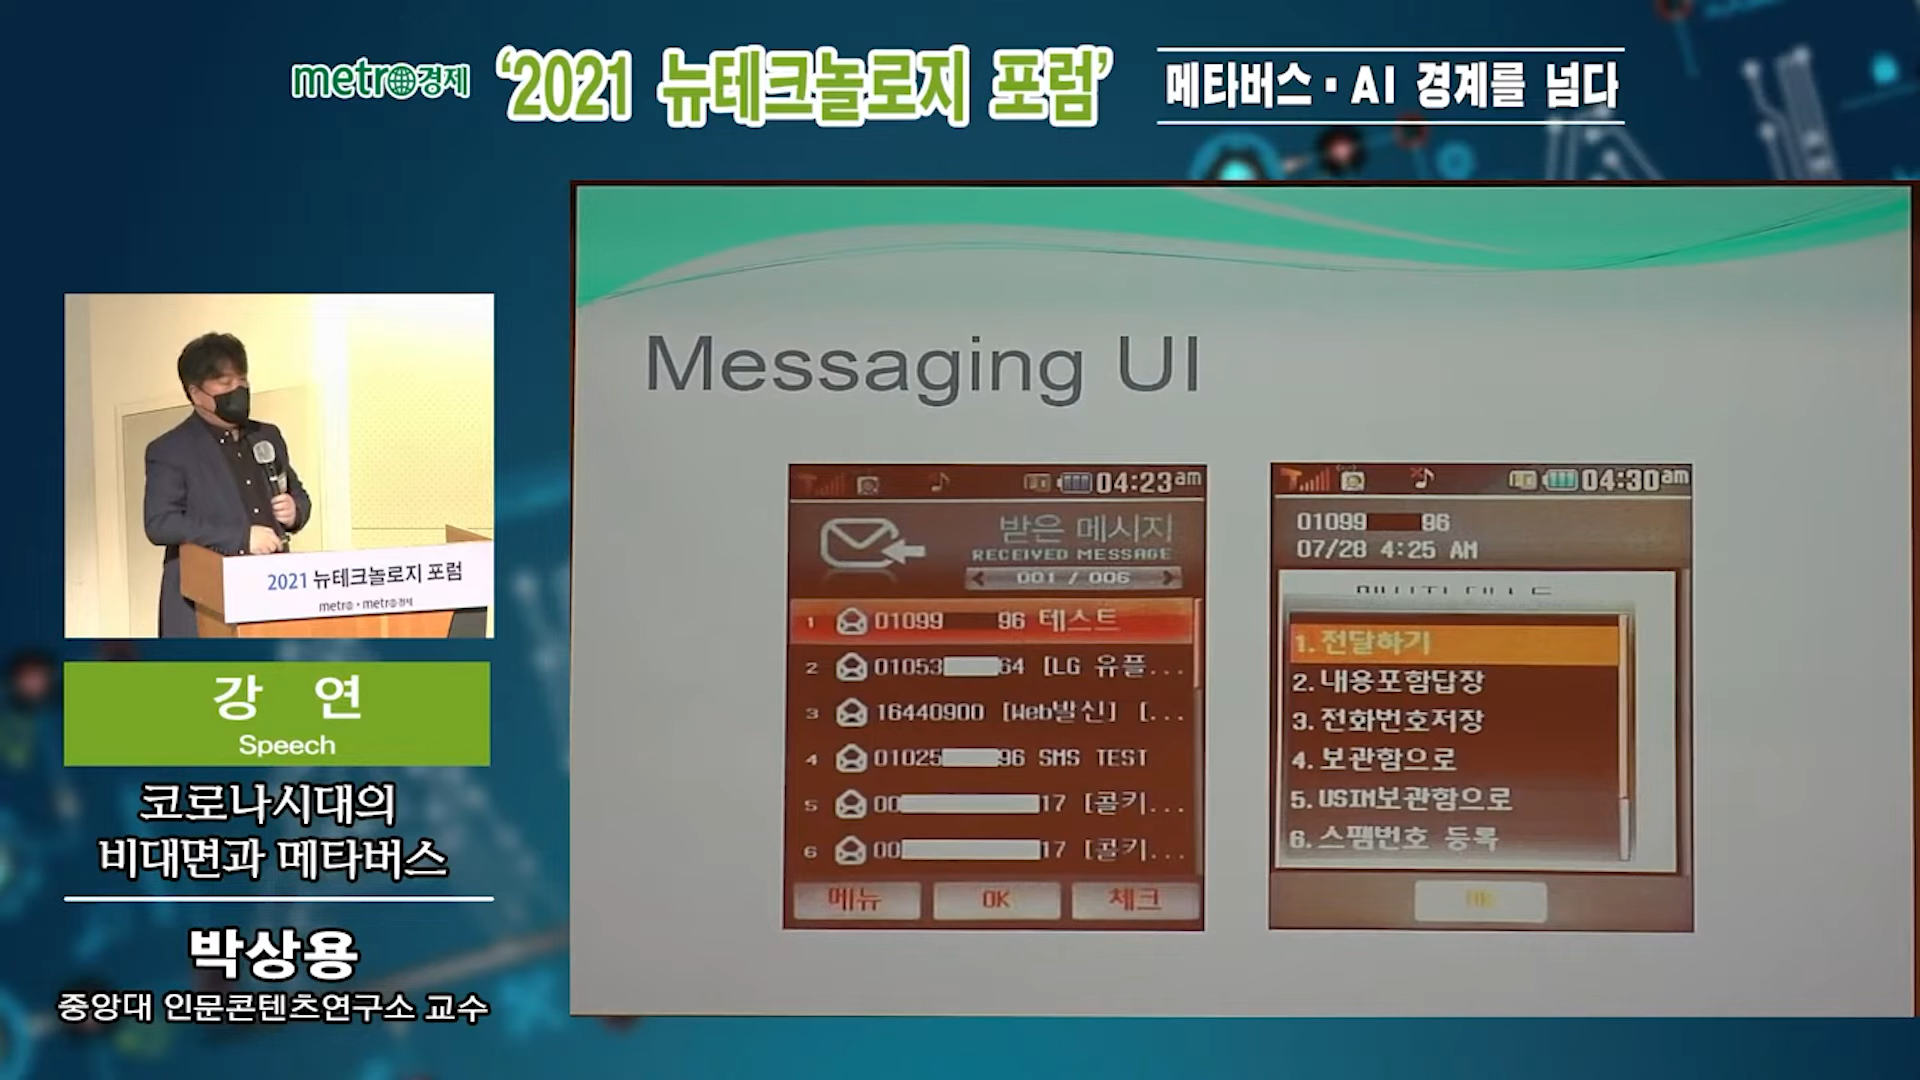 metro경제
'2021 뉴테크놀로지 포럼'
메타버스·AI 경계를 넘다
2021 뉴테크놀로지 포럼
metro · metro경제
강 연
Speech
코로나시대의
비대면과 메타버스
박상용
중앙대 인문콘텐츠연구소 교수
Messaging UI
04:23am
받은 메시지
RECEIVED MESSAGE
001 / 006
1 01099 96 테스트
2 01053 64 [LG 유플...
3 16440900 [Web발신] [...
4 01025 96 SMS TEST
5 00 17 [콜키...
6 00 17 [콜키...
메뉴 OK 체크
04:30am
01099 96
07/28 4:25 AM
1.전달하기
2.내용포함답장
3.전화번호저장
4.보관함으로
5.USIM보관함으로
6.스팸번호 등록
OK